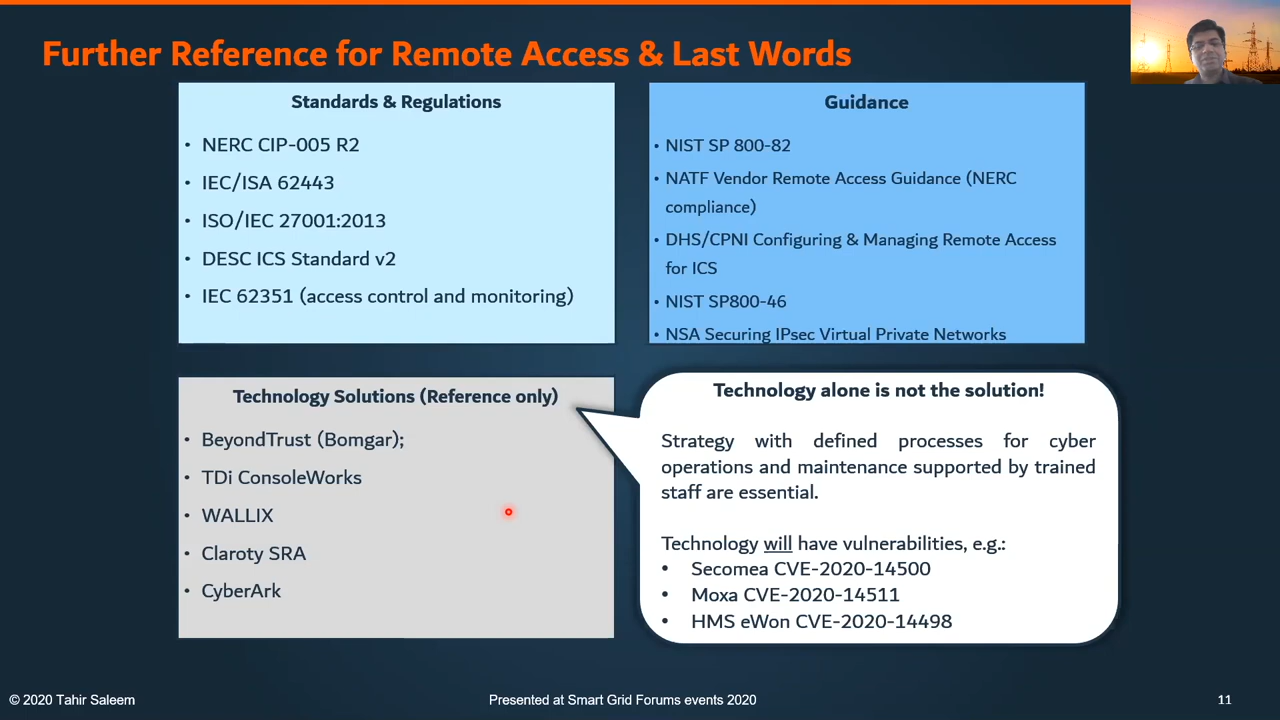 Further Reference for Remote Access & Last Words
Standards & Regulations
• NERC CIP-005 R2
• IEC/ISA 62443
• ISO/IEC 27001:2013
• DESC ICS Standard v2
• IEC 62351 (access control and monitoring)
Guidance
• NIST SP 800-82
• NATF Vendor Remote Access Guidance (NERC
compliance)
• DHS/CPNI Configuring & Managing Remote Access
for ICS
• NIST SP800-46
• NSA Securing IPsec Virtual Private Networks
Technology Solutions (Reference only)
• BeyondTrust (Bomgar);
• TDi ConsoleWorks
• WALLIX
• Claroty SRA
• CyberArk
Technology alone is not the solution!
Strategy with defined processes for cyber
operations and maintenance supported by trained
staff are essential.
Technology will have vulnerabilities, e.g.:
• Secomea CVE-2020-14500
• Moxa CVE-2020-14511
• HMS eWon CVE-2020-14498
© 2020 Tahir Saleem
Presented at Smart Grid Forums events 2020
11